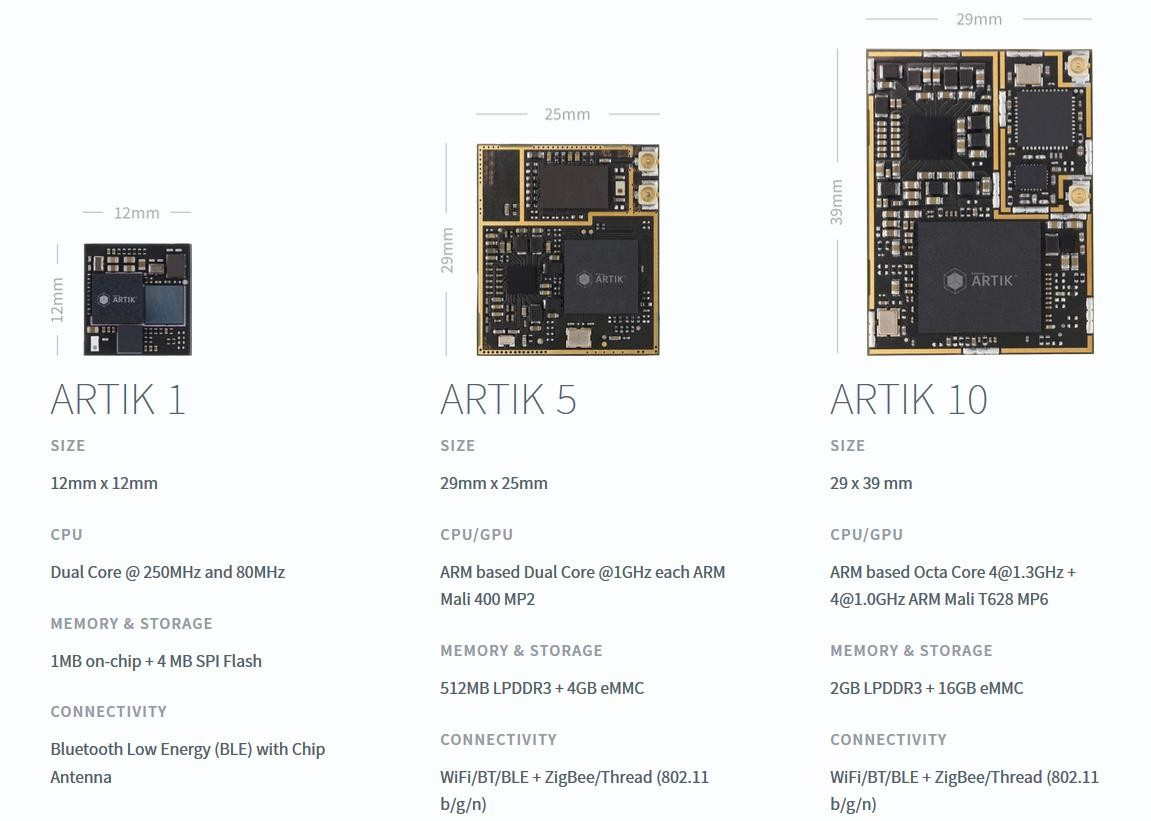 12mm
12mm
ARTIK
ARTIK 1
SIZE
12mm x 12mm
CPU
Dual Core @ 250MHz and 80MHz
MEMORY & STORAGE
1MB on-chip + 4 MB SPI Flash
CONNECTIVITY
Bluetooth Low Energy (BLE) with Chip
Antenna
25mm
29mm
ARTIK
ARTIK 5
SIZE
29mm x 25mm
CPU/GPU
ARM based Dual Core @1GHz each ARM
Mali 400 MP2
MEMORY & STORAGE
512MB LPDDR3 + 4GB eMMC
CONNECTIVITY
WiFi/BT/BLE + ZigBee/Thread (802.11
b/g/n)
29mm
39mm
ARTIK
ARTIK 10
SIZE
29 x 39 mm
CPU/GPU
ARM based Octa Core 4@1.3GHz +
4@1.0GHz ARM Mali T628 MP6
MEMORY & STORAGE
2GB LPDDR3 + 16GB eMMC
CONNECTIVITY
WiFi/BT/BLE + ZigBee/Thread (802.11
b/g/n)